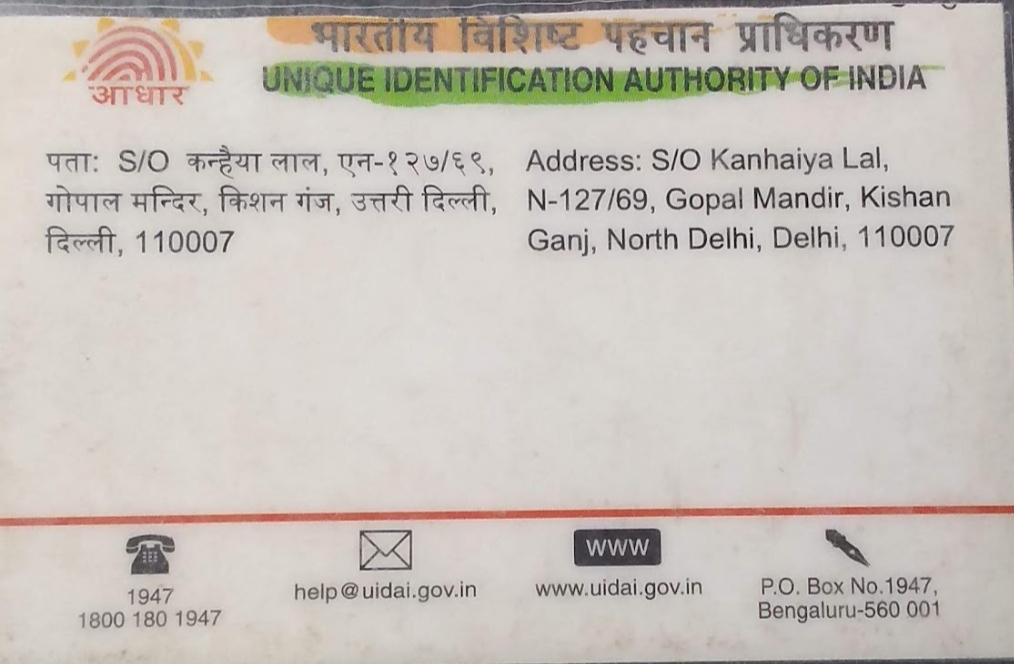 भारतीय विशिष्ट पहचान प्राधिकरण
UNIQUE IDENTIFICATION AUTHORITY OF INDIA
आधार
पता: S/O कन्हैया लाल, एन-१२७/६९,
गोपाल मन्दिर, किशन गंज, उत्तरी दिल्ली,
दिल्ली, 110007
Address: S/O Kanhaiya Lal,
N-127/69, Gopal Mandir, Kishan
Ganj, North Delhi, Delhi, 110007
1947
1800 180 1947
help@uidai.gov.in
WWW
www.uidai.gov.in
P.O. Box No.1947,
Bengaluru-560 001